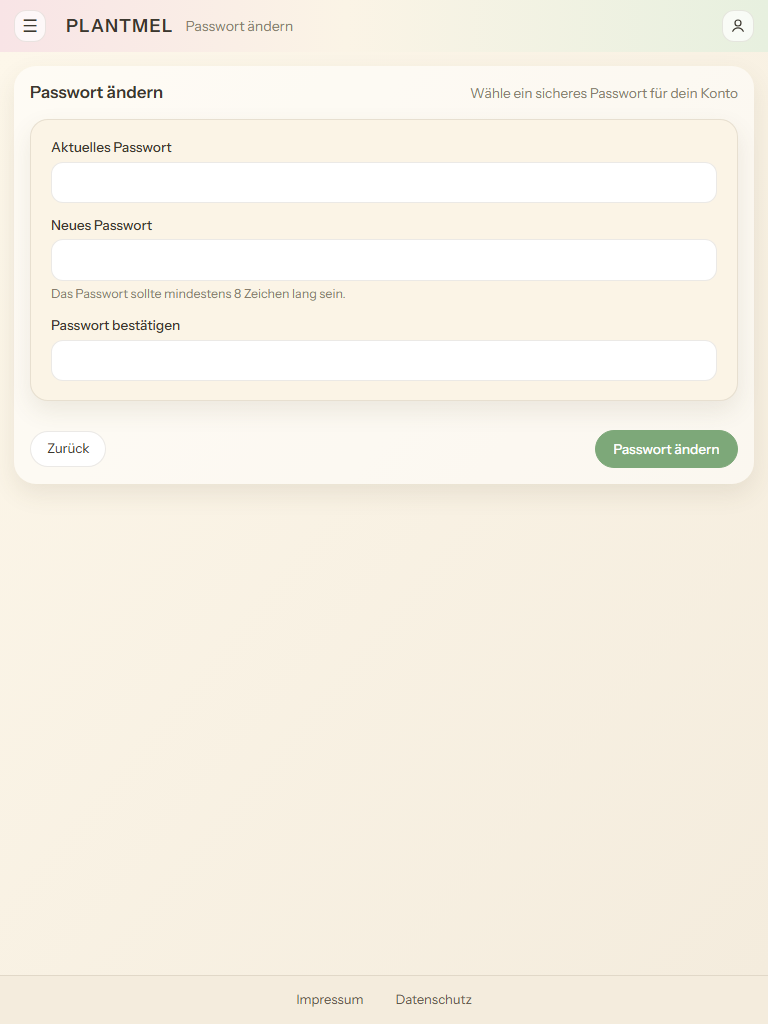 PLANTMEL Passwort ändern
Passwort ändern
Wähle ein sicheres Passwort für dein Konto
Aktuelles Passwort
Neues Passwort
Das Passwort sollte mindestens 8 Zeichen lang sein.
Passwort bestätigen
Zurück
Passwort ändern
Impressum
Datenschutz